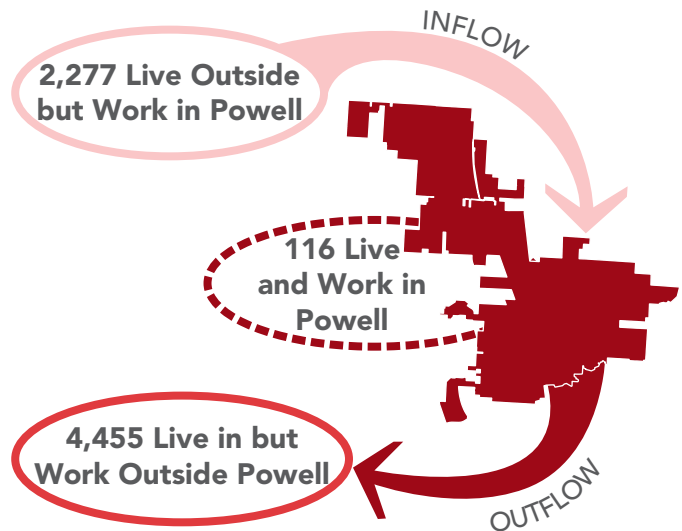 INFLOW
2,277 Live Outside
but Work in Powell
116 Live
and Work in
Powell
4,455 Live in but
Work Outside Powell
OUTFLOW